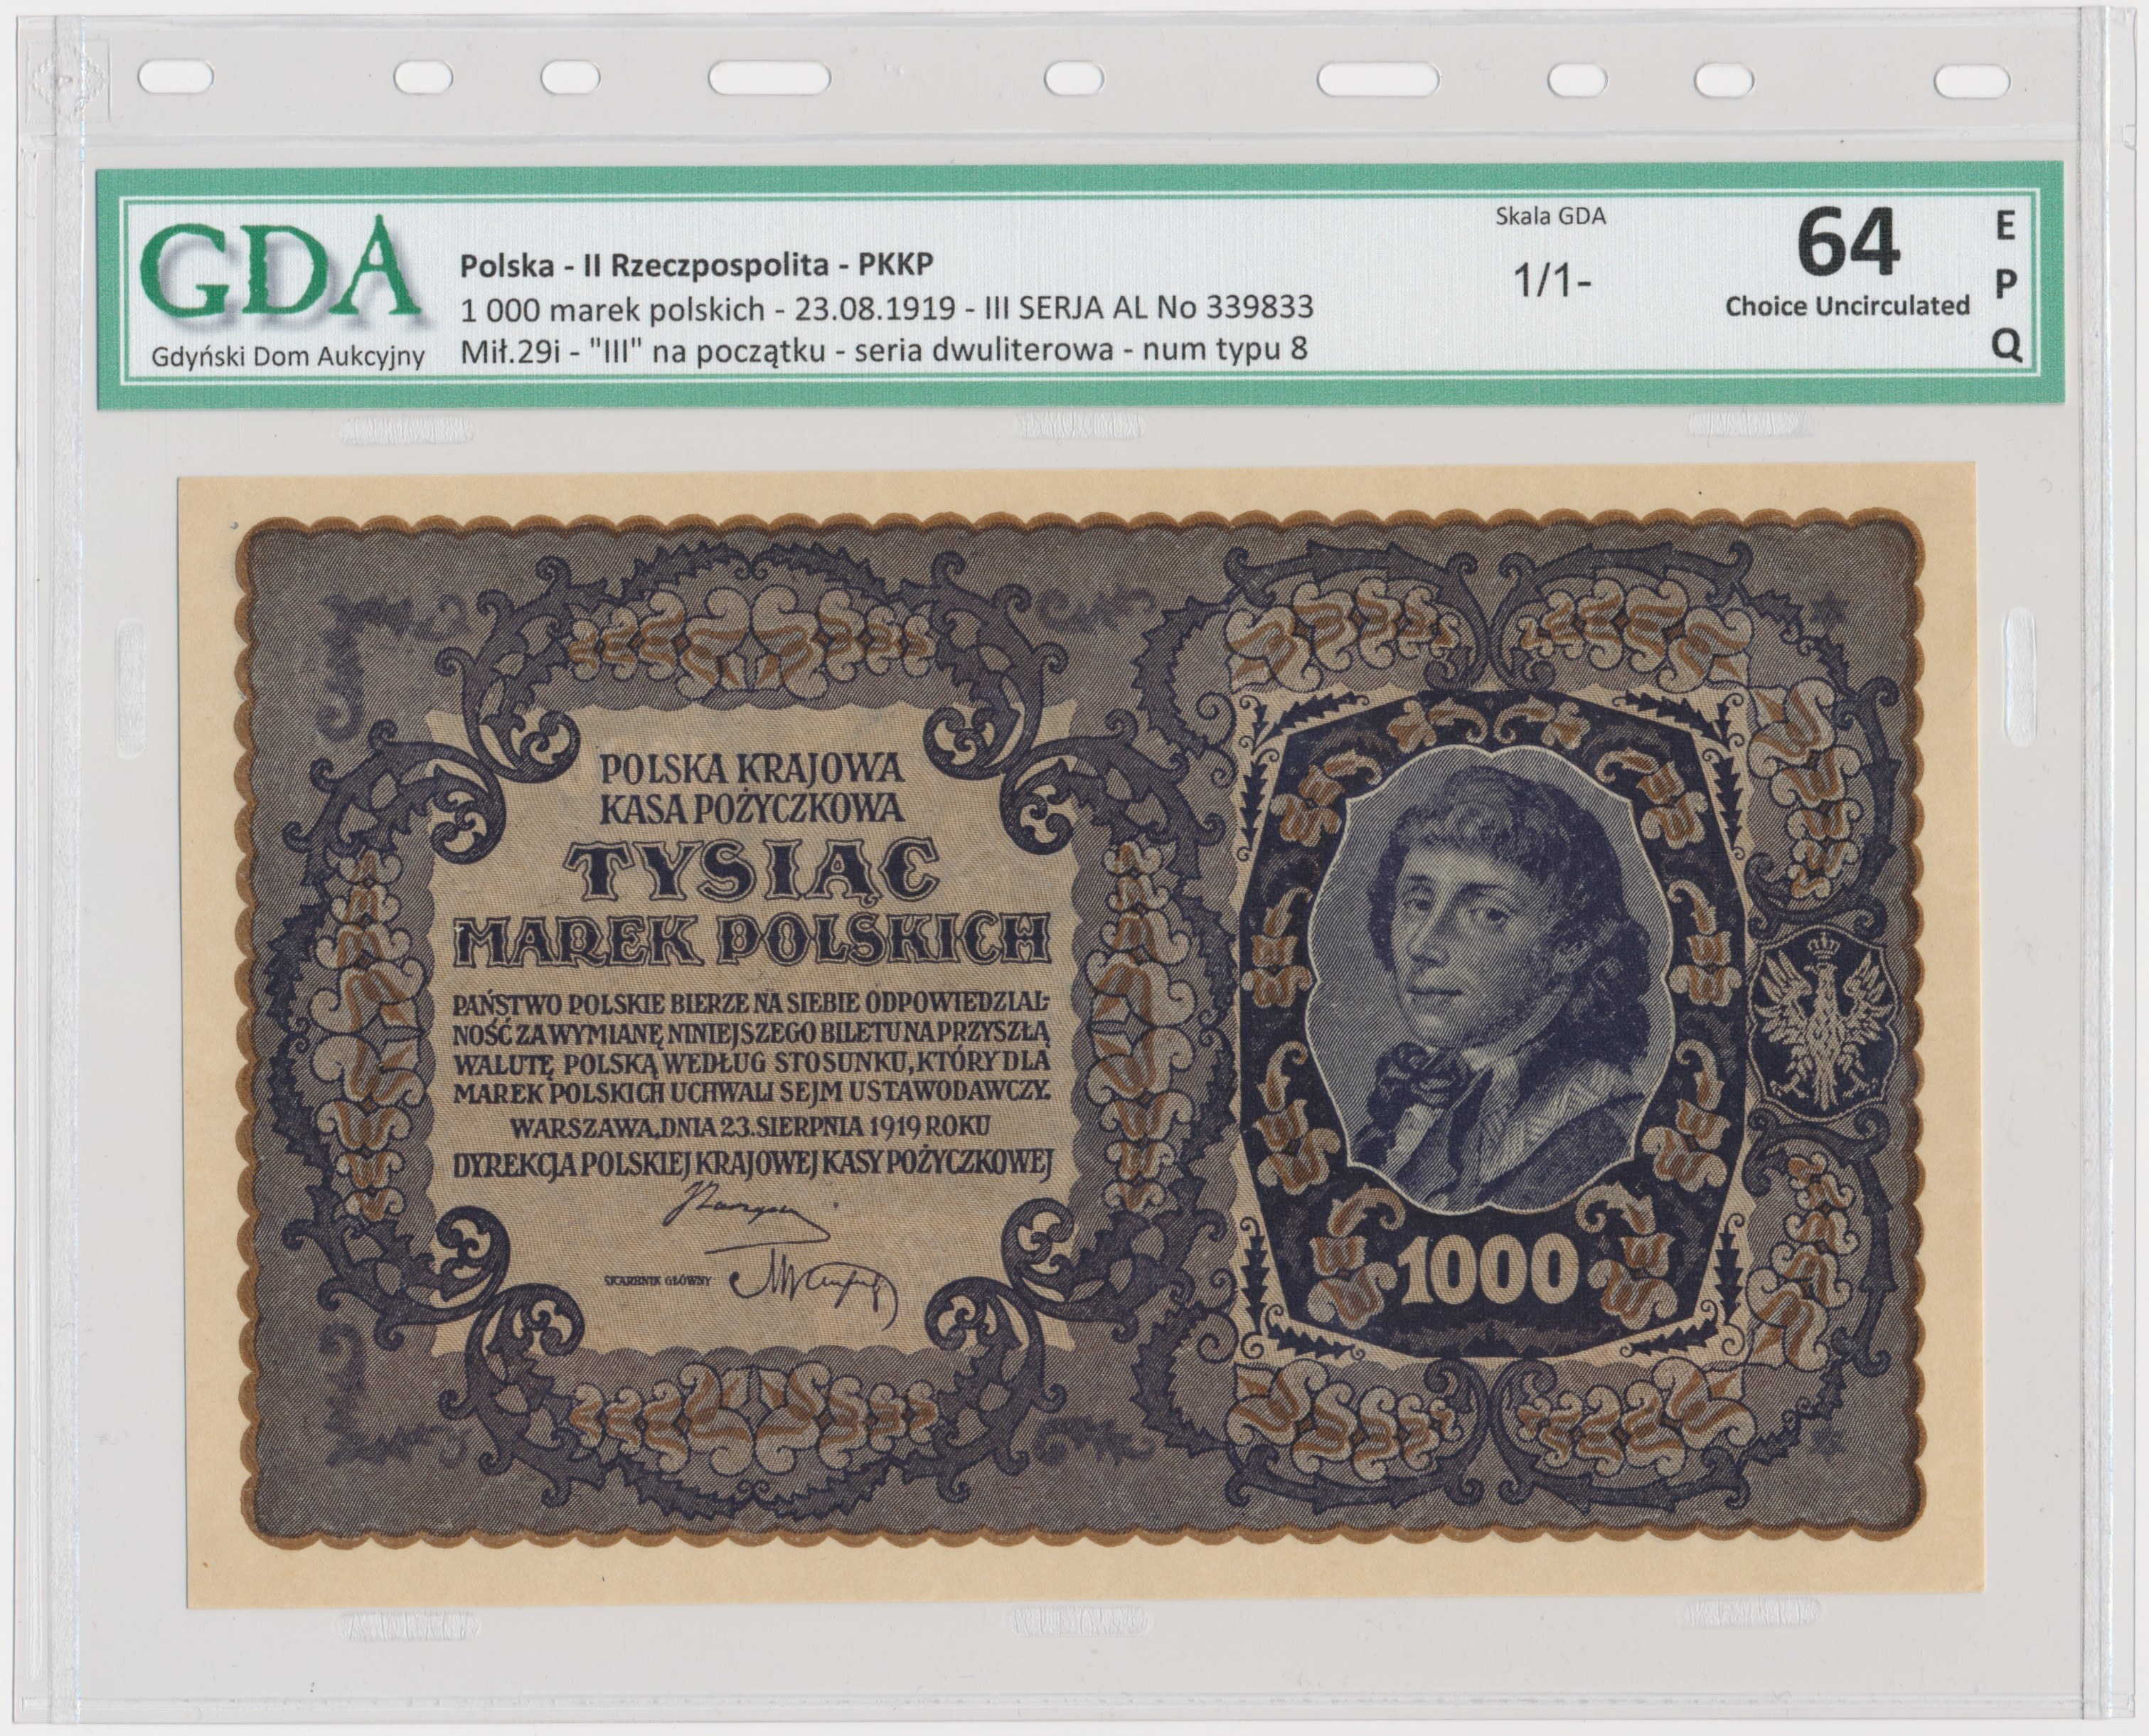 GDA
Gdyński Dom Aukcyjny
Polska - II Rzeczpospolita - PKKP
1 000 marek polskich - 23.08.1919 - III SERJA AL No 339833
Mił.29i - "III" na początku - seria dwuliterowa - num typu 8
Skala GDA
1/1-
64
Choice Uncirculated
E
P
Q
POLSKA KRAJOWA
KASA POŻYCZKOWA
TYSIĄC
MAREK POLSKICH
PAŃSTWO POLSKIE BIERZE NA SIEBIE ODPOWIEDZIAL-
NOŚĆ ZA WYMIANĘ NINIEJSZEGO BILETU NA PRZYSZŁĄ
WALUTĘ POLSKĄ WEDŁUG STOSUNKU, KTÓRY DLA
MAREK POLSKICH UCHWALI SEJM USTAWODAWCZY.
WARSZAWA, DNIA 23. SIERPNIA 1919 ROKU
DYREKCJA POLSKIEJ KRAJOWEJ KASY POŻYCZKOWEJ
SKARBNIK GŁÓWNY
1000